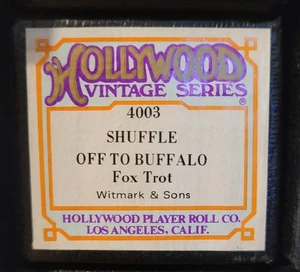 HOLLYWOOD
VINTAGE SERIES
®
4003
SHUFFLE
OFF TO BUFFALO
Fox Trot
Witmark & Sons
HOLLYWOOD PLAYER ROLL CO.
LOS ANGELES, CALIF.